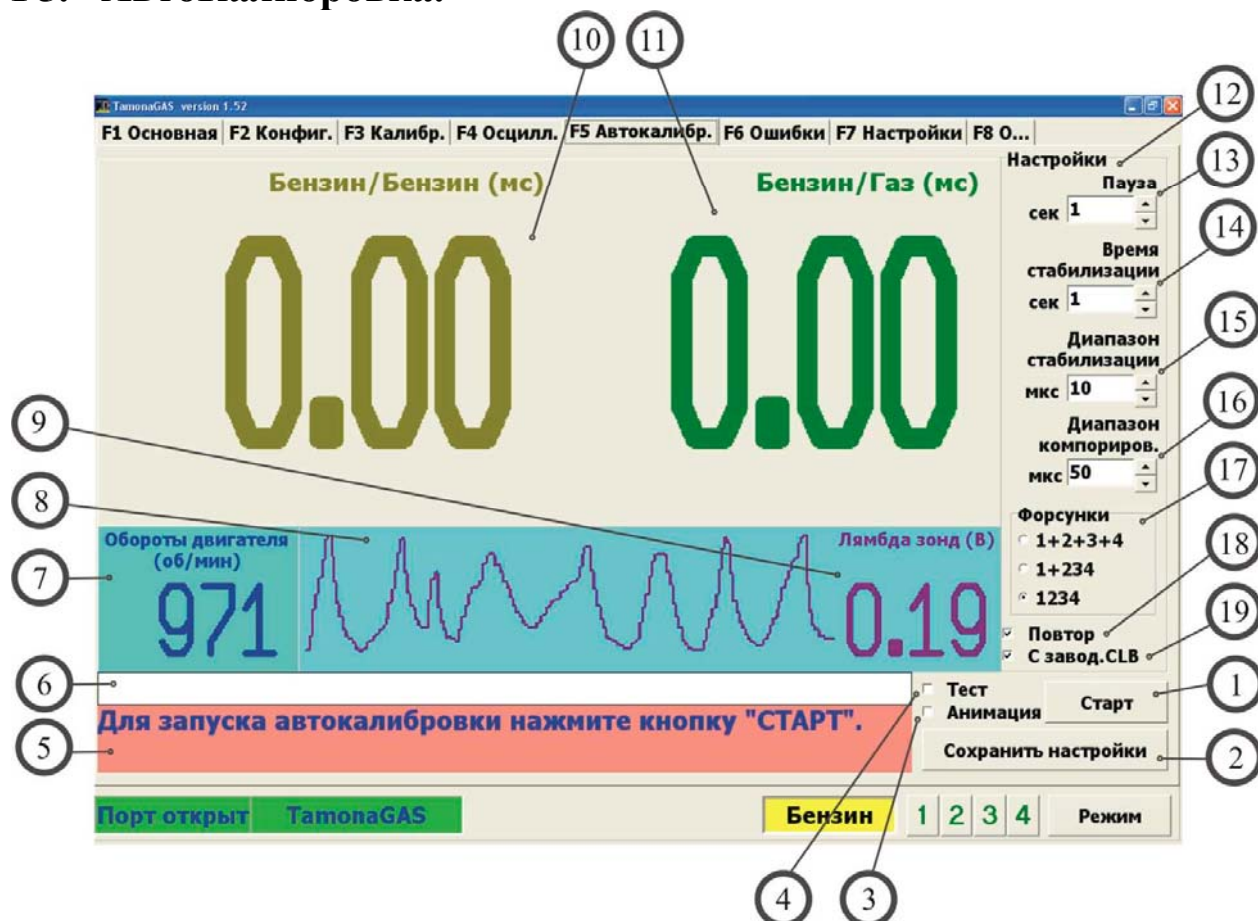 10 11
12
TamonaGAS version 1.52
F1 Основная F2 Конфиг. F3 Калибр. F4 Осцилл. F5 Автокалибр. F6 Ошибки F7 Настройки F8 О...
Бензин/Бензин (мс)
0.00
Бензин/Газ (мс)
0.00
Настройки
Пауза
сек 1
13
Время
стабилизации
сек 1
14
Диапазон
стабилизации
мкс 10
15
Диапазон
компориров.
мкс 50
16
Форсунки
1+2+3+4
1+234
1234
17
Повтор
18
С завод.CLB
19
9
8
7
Обороты двигателя
(об/мин)
971
Лямбда зонд (В)
0.19
6
5
Для запуска автокалибровки нажмите кнопку "СТАРТ".
Тест
Анимация
Старт
1
Сохранить настройки
2
Порт открыт TamonaGAS Бензин 1 2 3 4 Режим
4 3